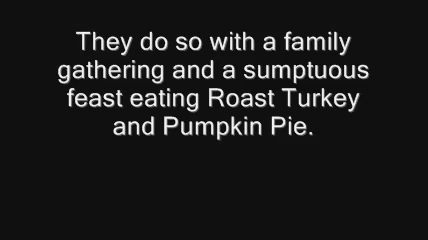 They do so with a family
gathering and a sumptuous
feast eating Roast Turkey
and Pumpkin Pie.